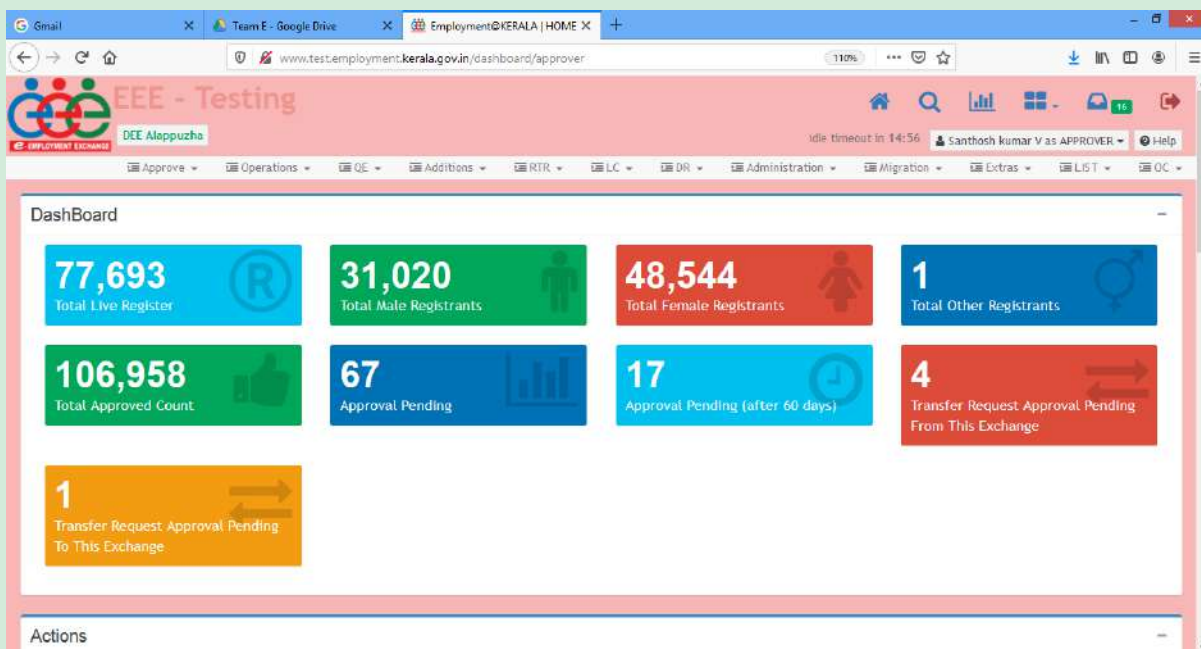 Gmail
Team E - Google Drive
Employment@KERALA | HOME
www.test.employment.kerala.gov.in/dashboard/approver
110%
EEE - Testing
eee
e-EMPLOYMENT EXCHANGE
DEE Alappuzha
16
Idle timeout in 14:56
Santhosh kumar V as APPROVER
Help
Approve
Operations
QE
Additions
RTR
LC
DR
Administration
Migration
Extras
LIST
OC
DashBoard
77,693
Total Live Register
R
31,020
Total Male Registrants
48,544
Total Female Registrants
1
Total Other Registrants
106,958
Total Approved Count
67
Approval Pending
17
Approval Pending (after 60 days)
4
Transfer Request Approval Pending
From This Exchange
1
Transfer Request Approval Pending
To This Exchange
Actions